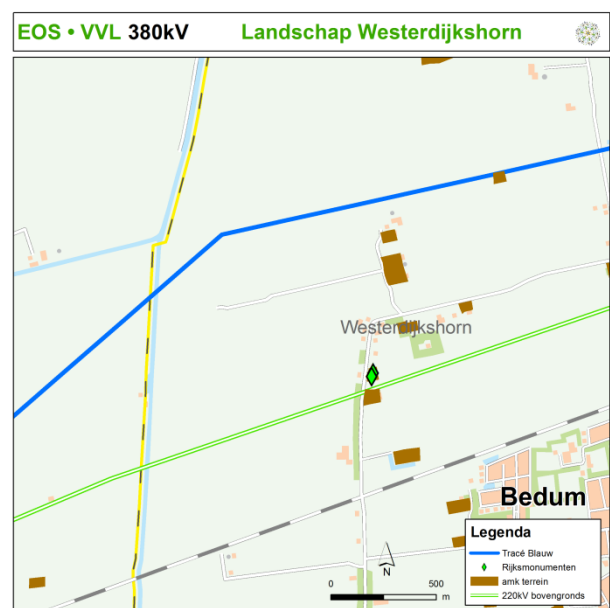 EOS • VVL 380kV Landschap Westerdijkshorn
Westerdijkshorn
Bedum
N
0 500 m
Legenda
Tracé Blauw
Rijksmonumenten
amk terrein
220kV bovengronds